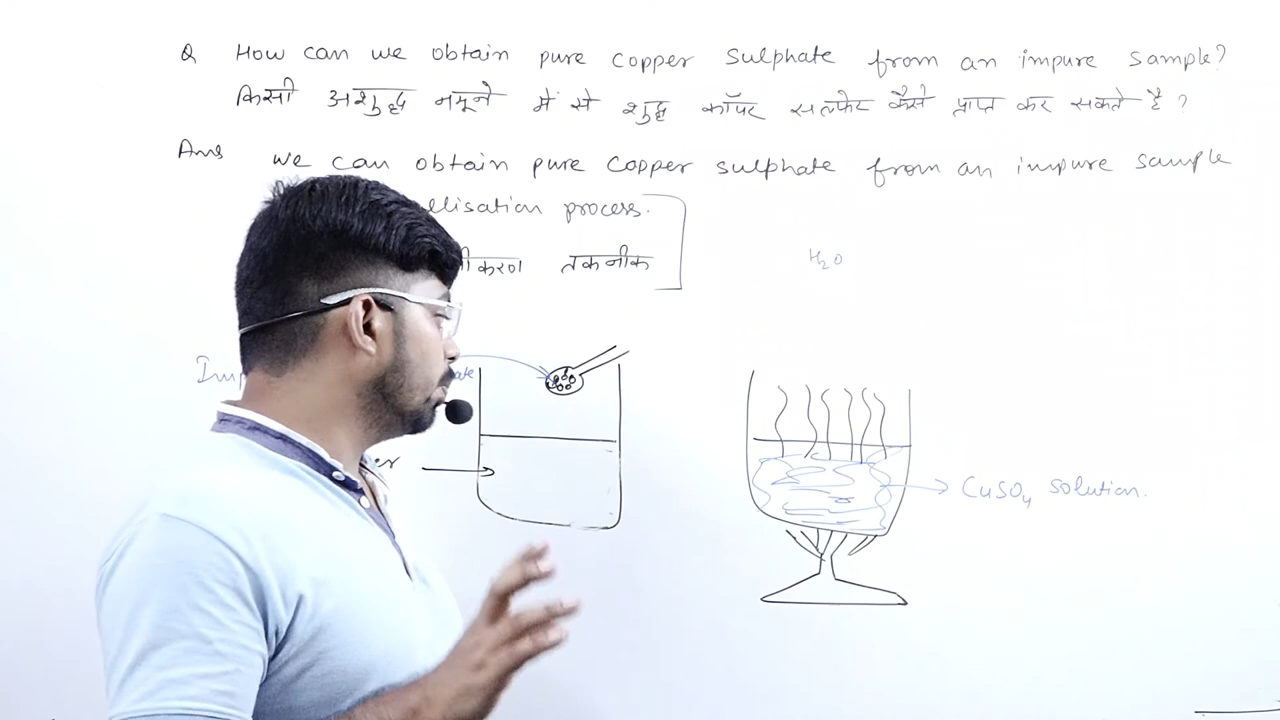 Q How can we obtain pure copper sulphate from an impure sample?
किसी अशुद्ध नमूने में से शुद्ध कॉपर सल्फेट कैसे प्राप्त कर सकते है ?
Ans we can obtain pure copper sulphate from an impure sample
process.
तकनीक
H₂O
CuSO₄ solution.